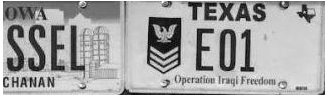 OWA
SSEL
CHANAN
TEXAS
E01
Operation Iraqi Freedom